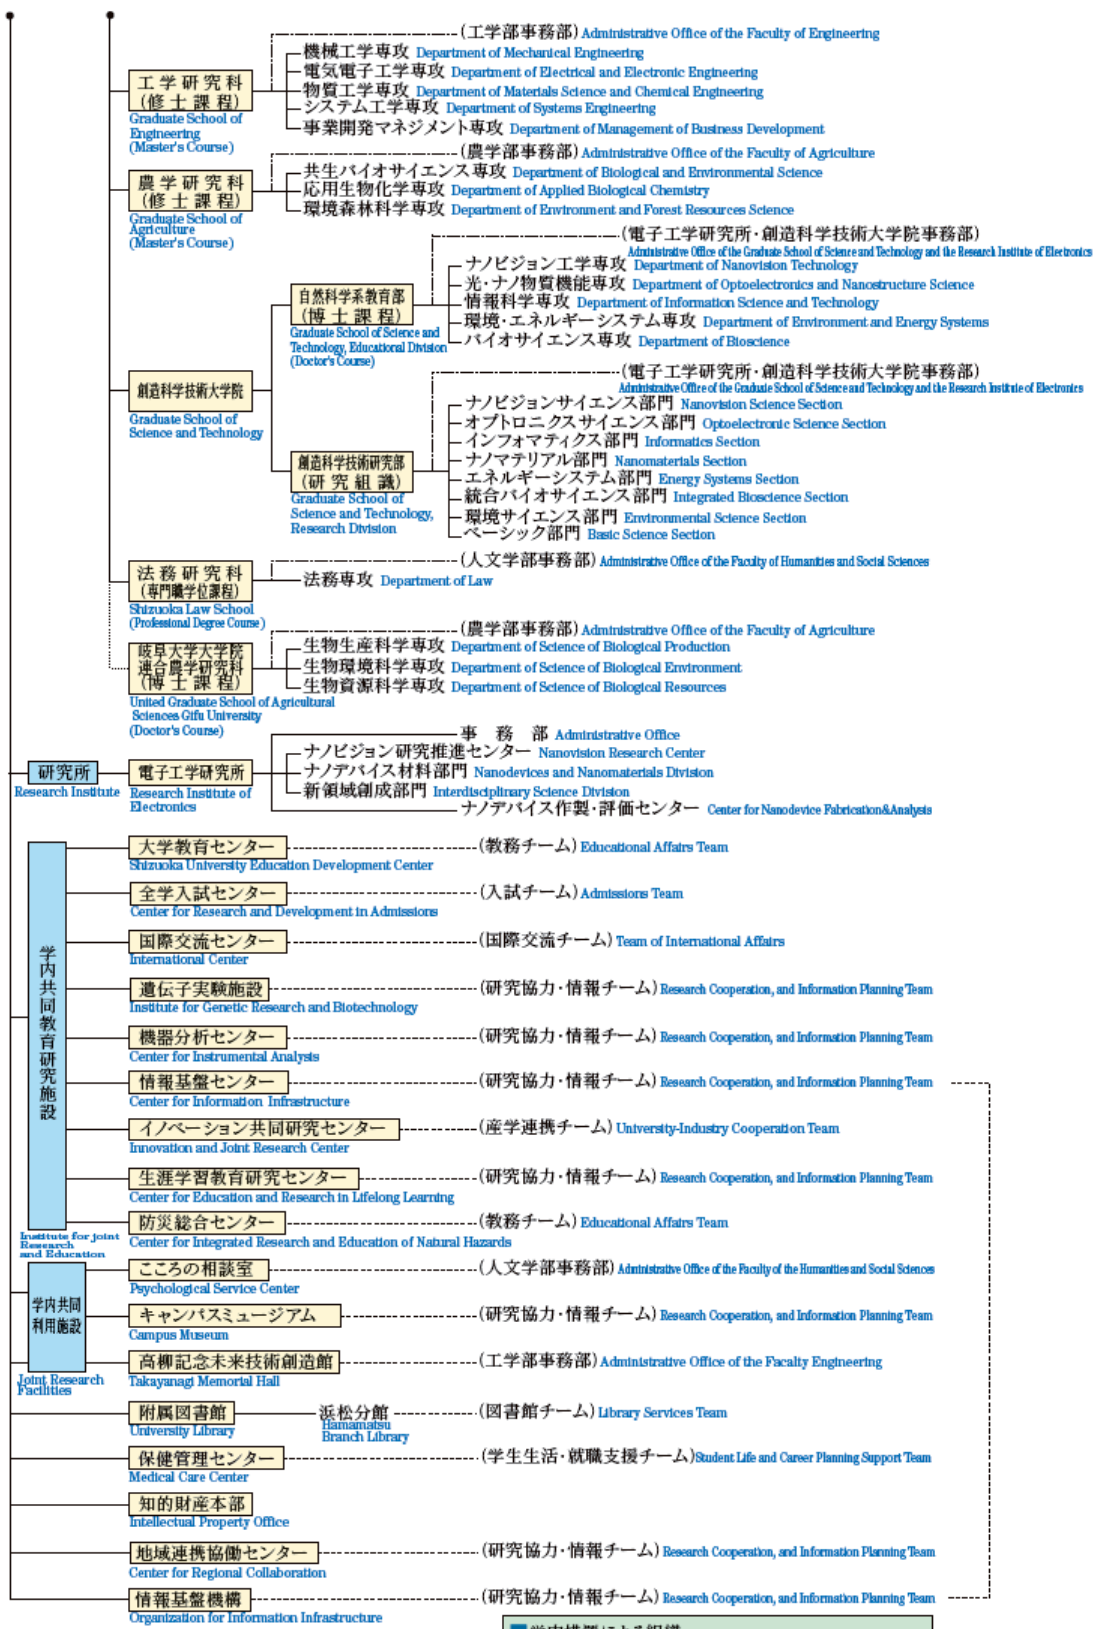 (工学部事務部) Administrative Office of the Faculty of Engineering
機械工学専攻 Department of Mechanical Engineering
電気電子工学専攻 Department of Electrical and Electronic Engineering
工学研究科
(修士課程)
物質工学専攻 Department of Materials Science and Chemical Engineering
システム工学専攻 Department of Systems Engineering
Graduate School of
Engineering
(Master's Course)
事業開発マネジメント専攻 Department of Management of Business Development
(農学部事務部) Administrative Office of the Faculty of Agriculture
共生バイオサイエンス専攻 Department of Biological and Environmental Science
農学研究科
(修士課程)
応用生物化学専攻 Department of Applied Biological Chemistry
環境森林科学専攻 Department of Environment and Forest Resources Science
Graduate School of
Agriculture
(Master's Course)
(電子工学研究所・創造科学技術大学院事務部)
Administrative Office of the Graduate School of Science and Technology and the Research Institute of Electronics
ナノビジョン工学専攻 Department of Nanovision Technology
光・ナノ物質機能専攻 Department of Optoelectronics and Nanostructure Science
自然科学系教育部
(博士課程)
情報科学専攻 Department of Information Science and Technology
環境・エネルギーシステム専攻 Department of Environment and Energy Systems
バイオサイエンス専攻 Department of Bioscience
Graduate School of Science and
Technology, Educational Division
(Doctor's Course)
創造科学技術大学院
Graduate School of
Science and Technology
(電子工学研究所・創造科学技術大学院事務部)
Administrative Office of the Graduate School of Science and Technology and the Research Institute of Electronics
ナノビジョンサイエンス部門 Nanovision Science Section
オプトロニクスサイエンス部門 Optoelectronic Science Section
インフォマティクス部門 Informatics Section
創造科学技術研究部
(研究組織)
ナノマテリアル部門 Nanomaterials Section
エネルギーシステム部門 Energy Systems Section
統合バイオサイエンス部門 Integrated Bioscience Section
環境サイエンス部門 Environmental Science Section
ベーシック部門 Basic Science Section
Graduate School of
Science and Technology,
Research Division
(人文学部事務部) Administrative Office of the Faculty of Humanities and Social Sciences
法務研究科
(専門職学位課程)
法務専攻 Department of Law
Shizuoka Law School
(Professional Degree Course)
(農学部事務部) Administrative Office of the Faculty of Agriculture
生物生産科学専攻 Department of Science of Biological Production
岐阜大学大学院
連合農学研究科
(博士課程)
生物環境科学専攻 Department of Science of Biological Environment
生物資源科学専攻 Department of Science of Biological Resources
United Graduate School of Agricultural
Sciences Gifu University
(Doctor's Course)
事務部 Administrative Office
ナノビジョン研究推進センター Nanovision Research Center
研究所
Research Institute
電子工学研究所
Research Institute of
Electronics
ナノデバイス材料部門 Nanodevices and Nanomaterials Division
新領域創成部門 Interdisciplinary Science Division
ナノデバイス作製・評価センター Center for Nanodevice Fabrication&Analysis
学内共同教育研究施設
大学教育センター (教務チーム) Educational Affairs Team
Shizuoka University Education Development Center
全学入試センター (入試チーム) Admissions Team
Center for Research and Development in Admissions
国際交流センター (国際交流チーム) Team of International Affairs
International Center
遺伝子実験施設 (研究協力・情報チーム) Research Cooperation, and Information Planning Team
Institute for Genetic Research and Biotechnology
機器分析センター (研究協力・情報チーム) Research Cooperation, and Information Planning Team
Center for Instrumental Analysis
情報基盤センター (研究協力・情報チーム) Research Cooperation, and Information Planning Team
Center for Information Infrastructure
イノベーション共同研究センター (産学連携チーム) University-Industry Cooperation Team
Innovation and Joint Research Center
生涯学習教育研究センター (研究協力・情報チーム) Research Cooperation, and Information Planning Team
Center for Education and Research in Lifelong Learning
防災総合センター (教務チーム) Educational Affairs Team
Center for Integrated Research and Education of Natural Hazards
Institute for joint
Research
and Education
学内共同
利用施設
Joint Research
Facilities
こころの相談室 (人文学部事務部) Administrative Office of the Faculty of the Humanities and Social Sciences
Psychological Service Center
キャンパスミュージアム (研究協力・情報チーム) Research Cooperation, and Information Planning Team
Campus Museum
高柳記念未来技術創造館 (工学部事務部) Administrative Office of the Facalty Engineering
Takayanagi Memorial Hall
附属図書館 浜松分館 (図書館チーム) Library Services Team
University Library
Hamamatsu
Branch Library
保健管理センター (学生生活・就職支援チーム) Student Life and Career Planning Support Team
Medical Care Center
知的財産本部
Intellectual Property Office
地域連携協働センター (研究協力・情報チーム) Research Cooperation, and Information Planning Team
Center for Regional Collaboration
情報基盤機構 (研究協力・情報チーム) Research Cooperation, and Information Planning Team
Organization for Information Infrastructure